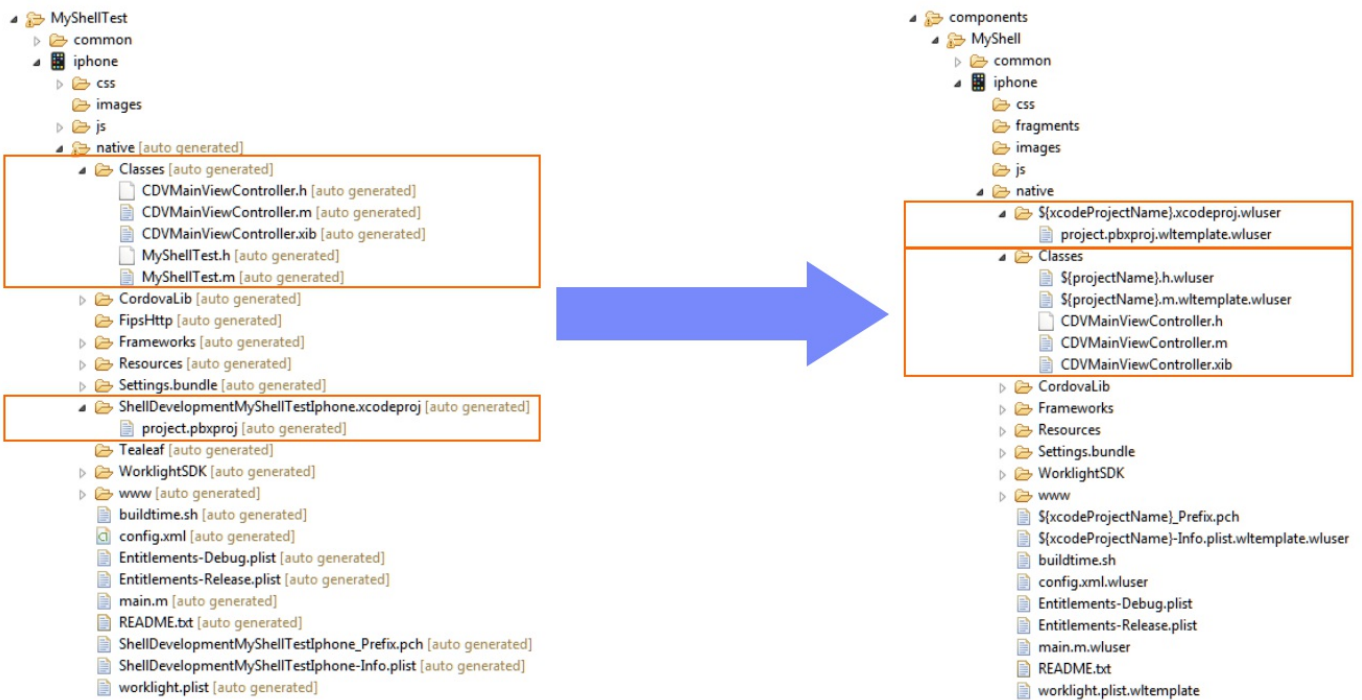 MyShellTest
common
iphone
css
images
js
native [auto generated]
Classes [auto generated]
CDVMainViewController.h [auto generated]
CDVMainViewController.m [auto generated]
CDVMainViewController.xib [auto generated]
MyShellTest.h [auto generated]
MyShellTest.m [auto generated]
CordovaLib [auto generated]
FipsHttp [auto generated]
Frameworks [auto generated]
Resources [auto generated]
Settings.bundle [auto generated]
ShellDevelopmentMyShellTestIphone.xcodeproj [auto generated]
project.pbxproj [auto generated]
Tealeaf [auto generated]
WorklightSDK [auto generated]
www [auto generated]
buildtime.sh [auto generated]
config.xml [auto generated]
Entitlements-Debug.plist [auto generated]
Entitlements-Release.plist [auto generated]
main.m [auto generated]
README.txt [auto generated]
ShellDevelopmentMyShellTestIphone_Prefix.pch [auto generated]
ShellDevelopmentMyShellTestIphone-Info.plist [auto generated]
worklight.plist [auto generated]
components
MyShell
common
iphone
css
fragments
images
js
native
${xcodeProjectName}.xcodeproj.wluser
project.pbxproj.wltemplate.wluser
Classes
${projectName}.h.wluser
${projectName}.m.wltemplate.wluser
CDVMainViewController.h
CDVMainViewController.m
CDVMainViewController.xib
CordovaLib
Frameworks
Resources
Settings.bundle
WorklightSDK
www
${xcodeProjectName}_Prefix.pch
${xcodeProjectName}-Info.plist.wltemplate.wluser
buildtime.sh
config.xml.wluser
Entitlements-Debug.plist
Entitlements-Release.plist
main.m.wluser
README.txt
worklight.plist.wltemplate